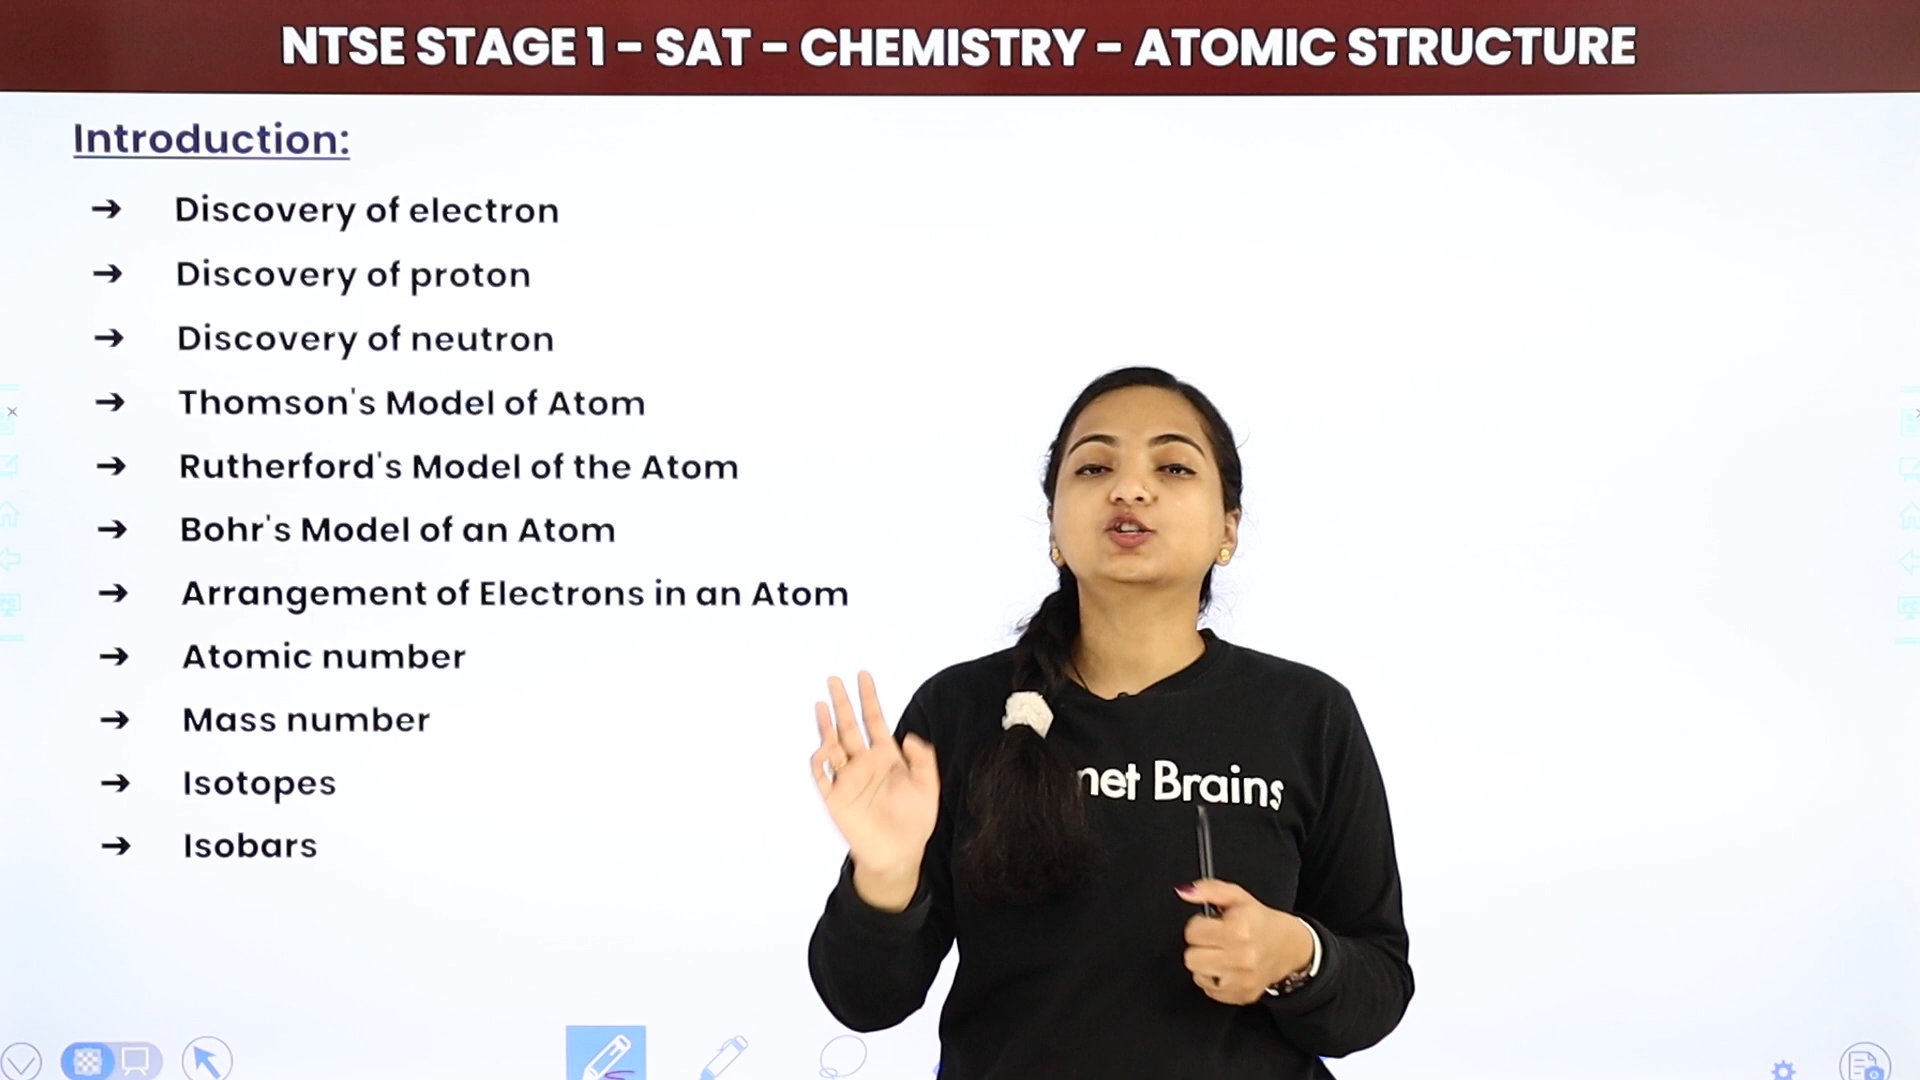 NTSE STAGE 1 - SAT - CHEMISTRY - ATOMIC STRUCTURE
Introduction:
➔ Discovery of electron
➔ Discovery of proton
➔ Discovery of neutron
➔ Thomson's Model of Atom
➔ Rutherford's Model of the Atom
➔ Bohr's Model of an Atom
➔ Arrangement of Electrons in an Atom
➔ Atomic number
➔ Mass number
➔ Isotopes
➔ Isobars
net Brains